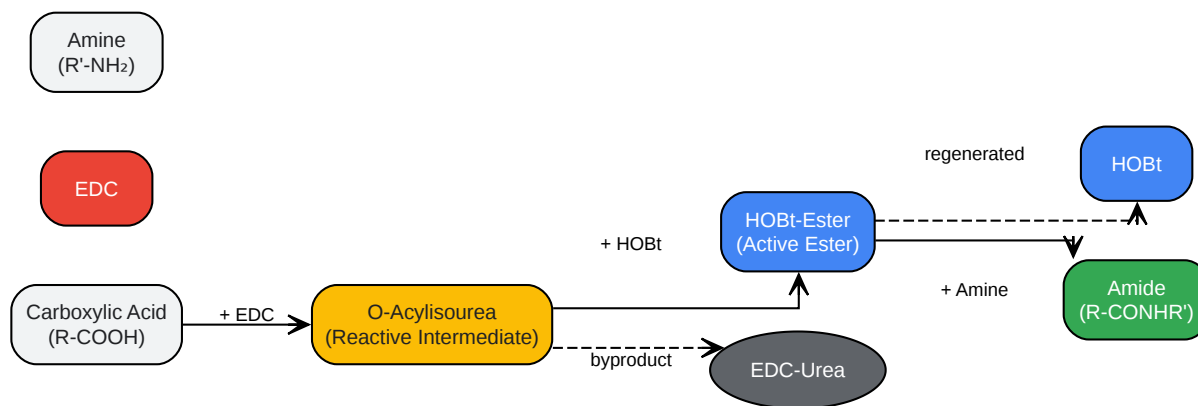 Amine
(R'-NH₂)
EDC
Carboxylic Acid
(R-COOH)
+ EDC
O-Acylisourea
(Reactive Intermediate)
+ HOBt
byproduct
EDC-Urea
HOBt-Ester
(Active Ester)
regenerated
HOBt
+ Amine
Amide
(R-CONHR')